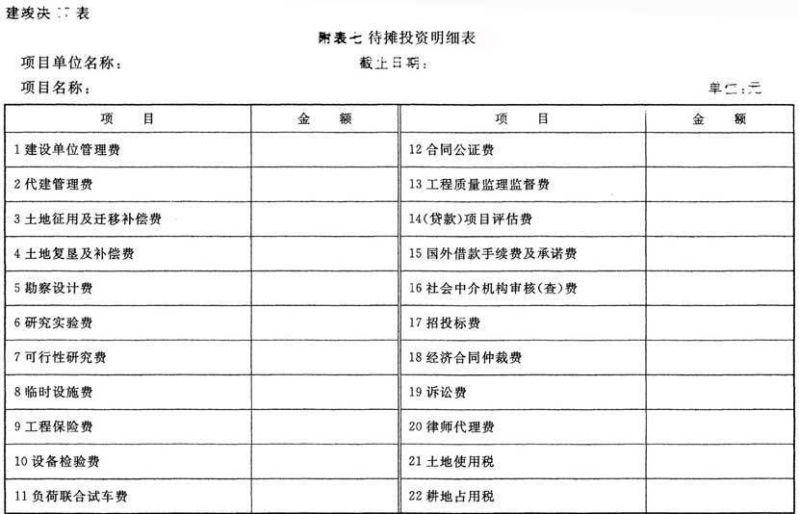 建竣决 表
附表七 待摊投资明细表
项目单位名称： 截止日期：
项目名称： 单位：元
项 目 金 额 项 目 金 额
1 建设单位管理费 12 合同公证费
2 代建管理费 13 工程质量监理监督费
3 土地征用及迁移补偿费 14(贷款)项目评估费
4 土地复垦及补偿费 15 国外借款手续费及承诺费
5 勘察设计费 16 社会中介机构审核(查)费
6 研究实验费 17 招投标费
7 可行性研究费 18 经济合同仲裁费
8 临时设施费 19 诉讼费
9 工程保险费 20 律师代理费
10 设备检验费 21 土地使用税
11 负荷联合试车费 22 耕地占用税